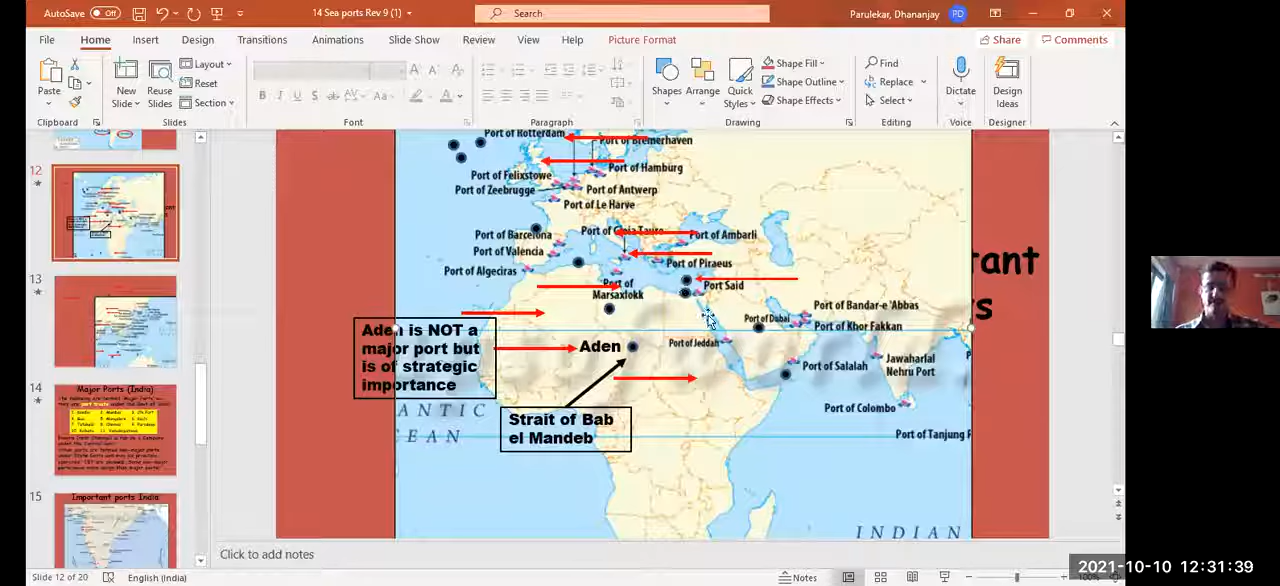 AutoSave Off 14 Sea ports Rev 9 (1) Search Parulekar, Dhananjay PD
File Home Insert Design Transitions Animations Slide Show Review View Help Picture Format Share Comments
Paste New Slide Reuse Slides Layout Reset Section Shapes Arrange Quick Styles Shape Fill Shape Outline Shape Effects Find Replace Select Dictate Design Ideas
Clipboard Slides Font Paragraph Drawing Editing Voice Designer
12
13
14
Major Ports (India)
15
Important ports India
Port of Rotterdam
Port of Bremerhaven
Port of Hamburg
Port of Felixstowe
Port of Zeebrugge
Port of Antwerp
Port of Le Harve
Port of Barcelona
Port of Gioia Tauro
Port of Ambarli
Port of Valencia
Port of Piraeus
Port of Algeciras
Port of
Marsaxlokk
Port Said
tant
s
Port of Bandar-e 'Abbas
Port of Dubai
Port of Khor Fakkan
Aden is NOT a
major port but
is of strategic
importance
Aden
Port of Jeddah
Port of Salalah
Jawaharlal
Nehru Port
P
Port of Colombo
ANTIC
EAN
Strait of Bab
el Mandeb
Port of Tanjung P
INDIAN
Click to add notes
Slide 12 of 20 English (India) Notes 100%
2021-10-10 12:31:39